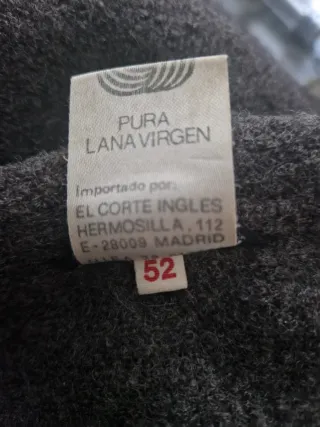 PURA
LANA VIRGEN
Importado por:
EL CORTE INGLES
HERMOSILLA, 112
E-28009 MADRID
52